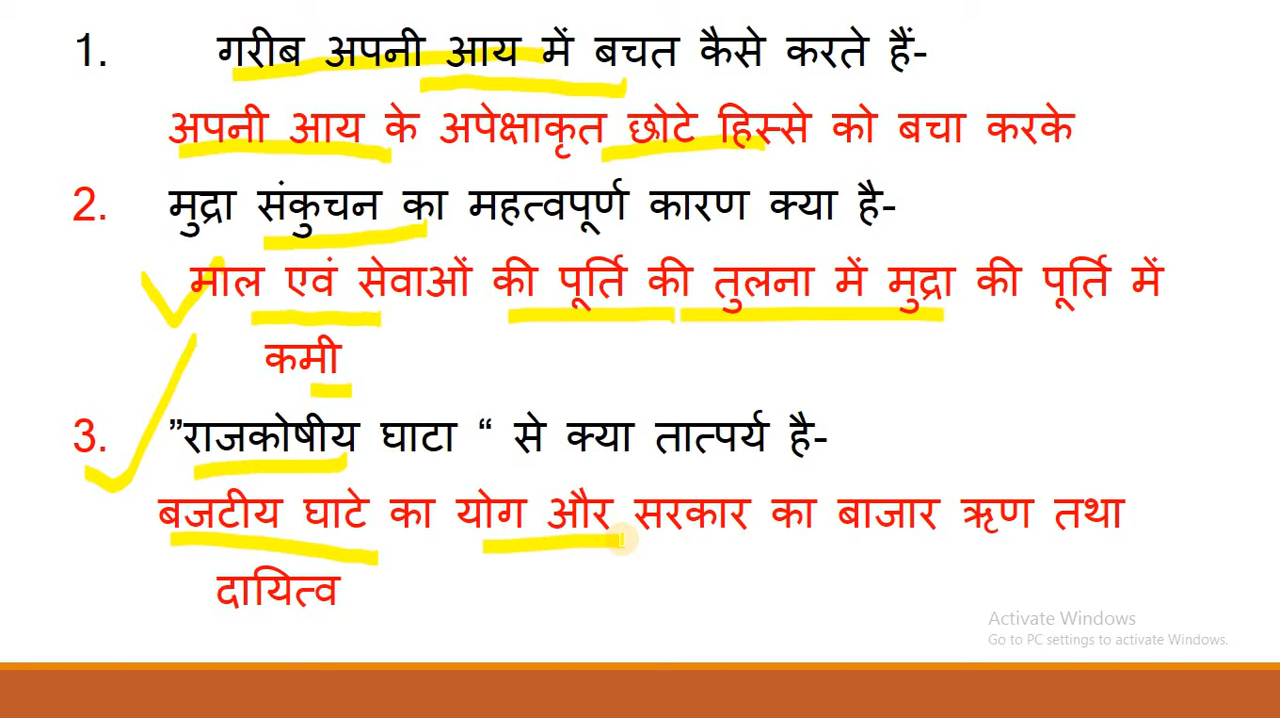 1. गरीब अपनी आय में बचत कैसे करते हैं-
अपनी आय के अपेक्षाकृत छोटे हिस्से को बचा करके
2. मुद्रा संकुचन का महत्वपूर्ण कारण क्या है-
माल एवं सेवाओं की पूर्ति की तुलना में मुद्रा की पूर्ति में
कमी
3. ”राजकोषीय घाटा “ से क्या तात्पर्य है-
बजटीय घाटे का योग और सरकार का बाजार ऋण तथा
दायित्व
Activate Windows
Go to PC settings to activate Windows.